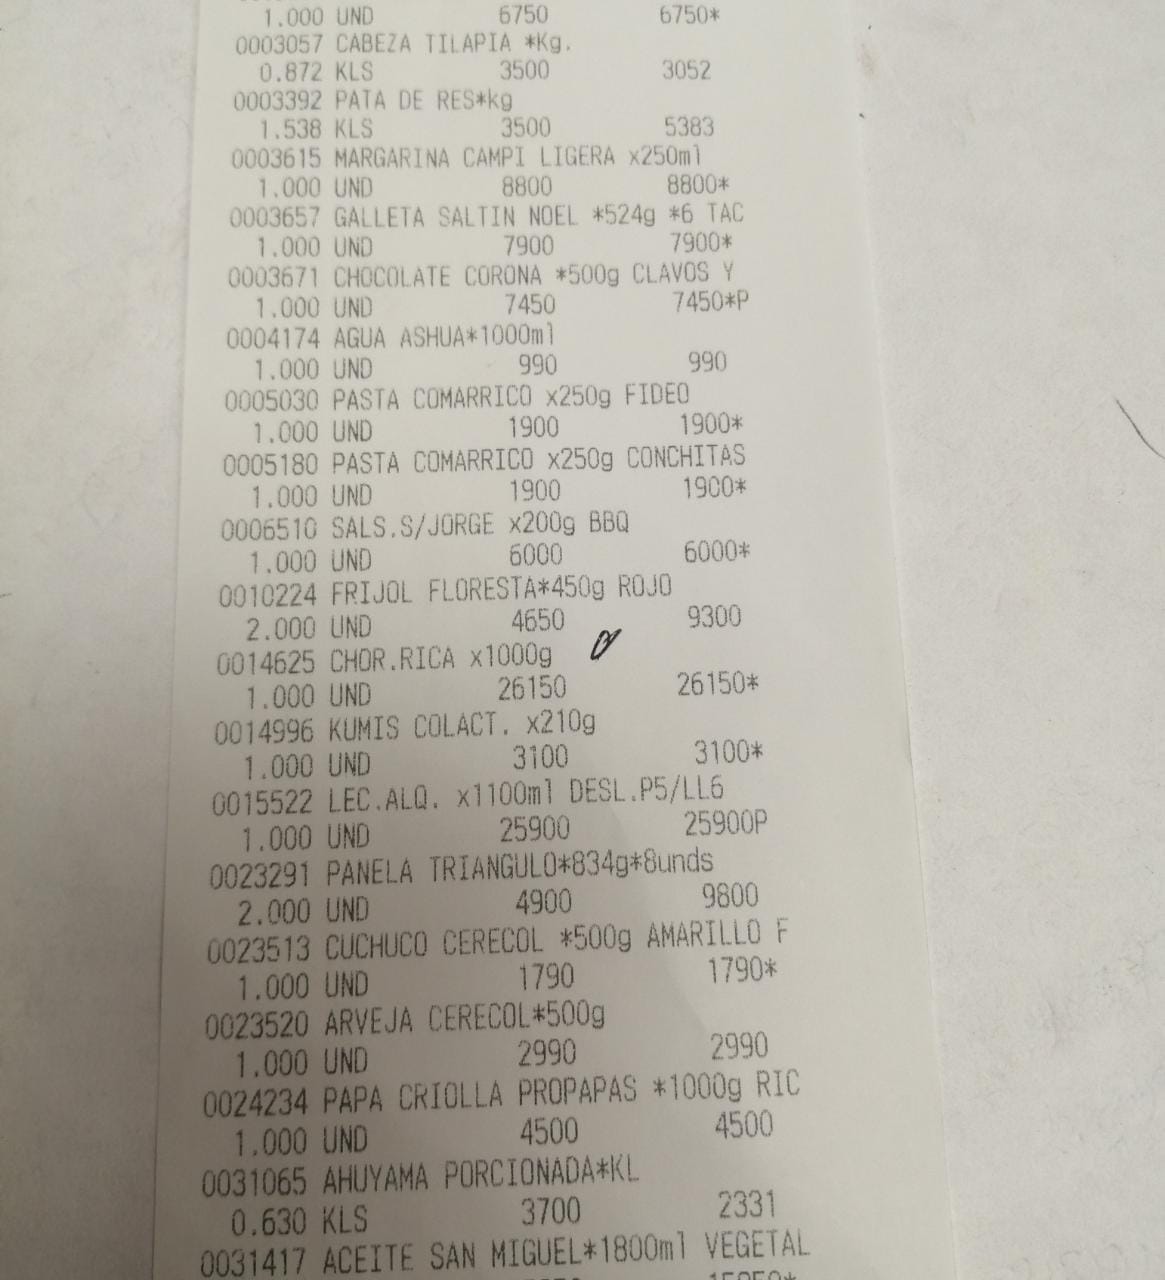 1.000 UND 6750 6750*
0003057 CABEZA TILAPIA *Kg.
0.872 KLS 3500 3052
0003392 PATA DE RES*kg
1.538 KLS 3500 5383
0003615 MARGARINA CAMPI LIGERA x250ml
1.000 UND 8800 8800*
0003657 GALLETA SALTIN NOEL *524g *6 TAC
1.000 UND 7900 7900*
0003671 CHOCOLATE CORONA *500g CLAVOS Y
1.000 UND 7450 7450*P
0004174 AGUA ASHUA*1000ml
1.000 UND 990 990
0005030 PASTA COMARRICO x250g FIDEO
1.000 UND 1900 1900*
0005180 PASTA COMARRICO x250g CONCHITAS
1.000 UND 1900 1900*
0006510 SALS.S/JORGE x200g BBQ
1.000 UND 6000 6000*
0010224 FRIJOL FLORESTA*450g ROJO
2.000 UND 4650 9300
0014625 CHOR.RICA x1000g
1.000 UND 26150 26150*
0014996 KUMIS COLACT. x210g
1.000 UND 3100 3100*
0015522 LEC.ALQ. x1100ml DESL.P5/LL6
1.000 UND 25900 25900P
0023291 PANELA TRIANGULO*834g*8unds
2.000 UND 4900 9800
0023513 CUCHUCO CERECOL *500g AMARILLO F
1.000 UND 1790 1790*
0023520 ARVEJA CERECOL*500g
1.000 UND 2990 2990
0024234 PAPA CRIOLLA PROPAPAS *1000g RIC
1.000 UND 4500 4500
0031065 AHUYAMA PORCIONADA*KL
0.630 KLS 3700 2331
0031417 ACEITE SAN MIGUEL*1800ml VEGETAL